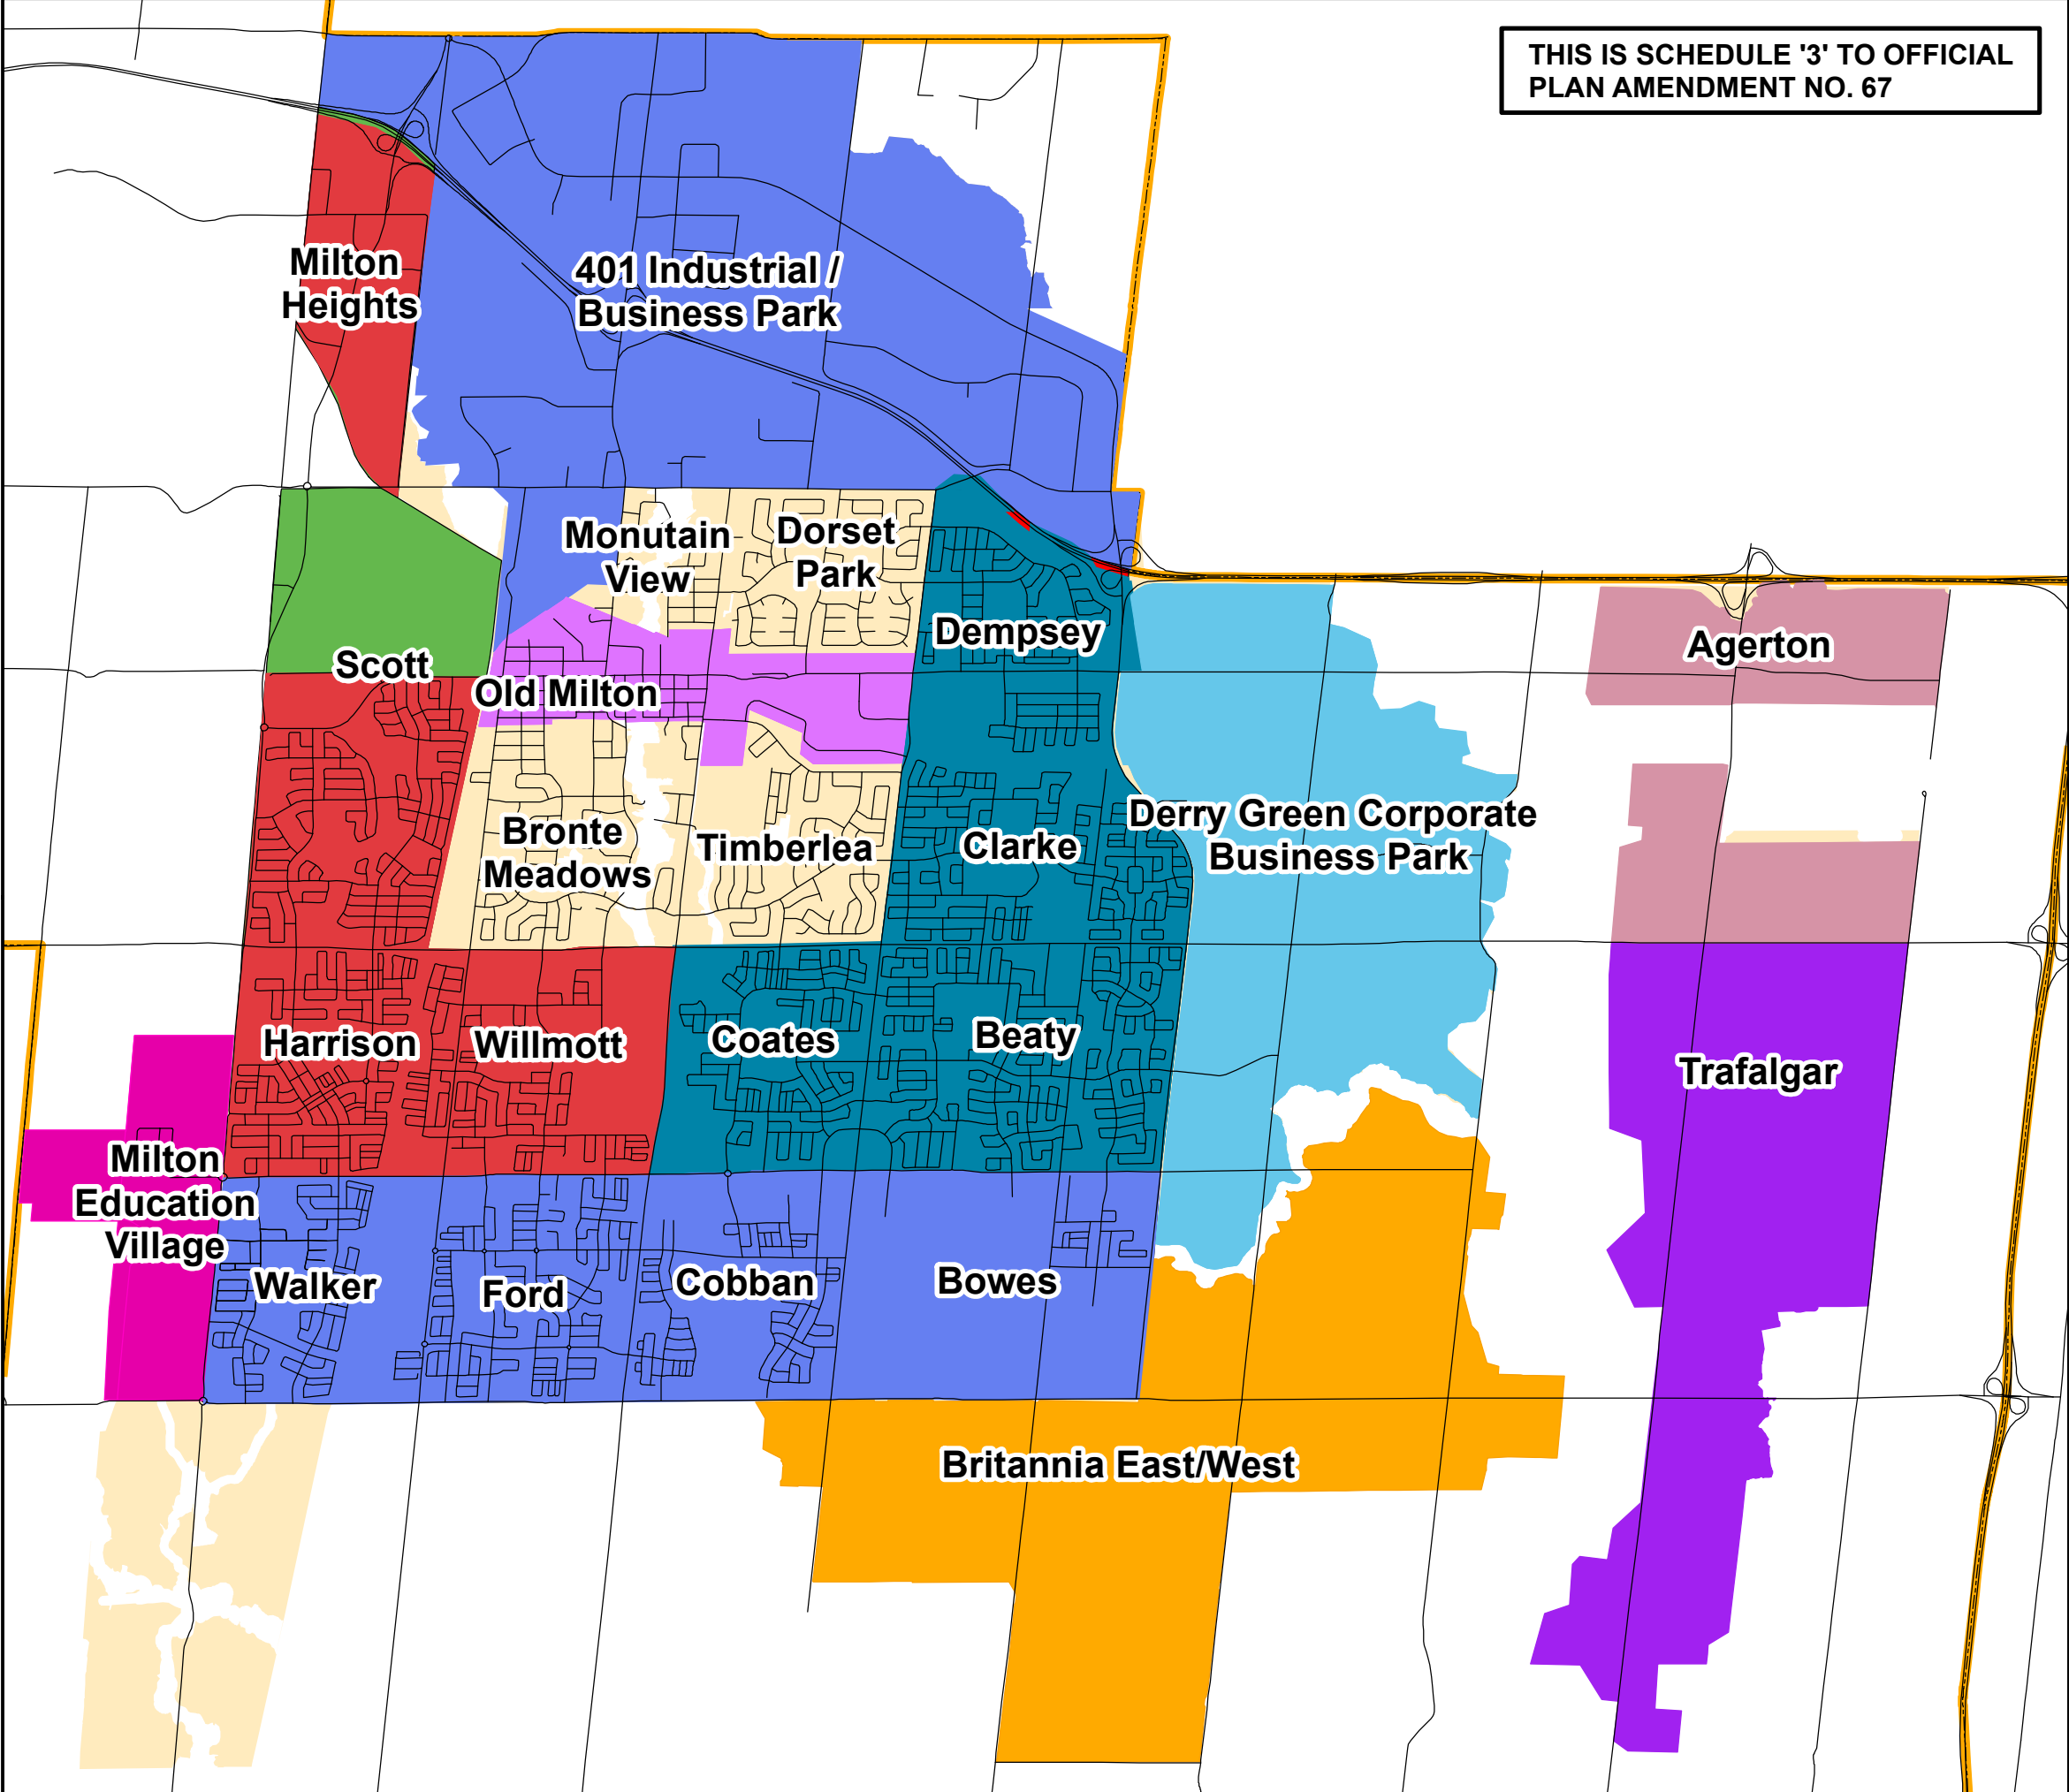 THIS IS SCHEDULE '3' TO OFFICIAL
PLAN AMENDMENT NO. 67
Milton
Heights
401 Industrial /
Business Park
Monutain
View
Dorset
Park
Dempsey
Agerton
Scott
Old Milton
Bronte
Meadows
Timberlea
Clarke
Derry Green Corporate
Business Park
Harrison
Willmott
Coates
Beaty
Trafalgar
Milton
Education
Village
Walker
Ford
Cobban
Bowes
Britannia East/West